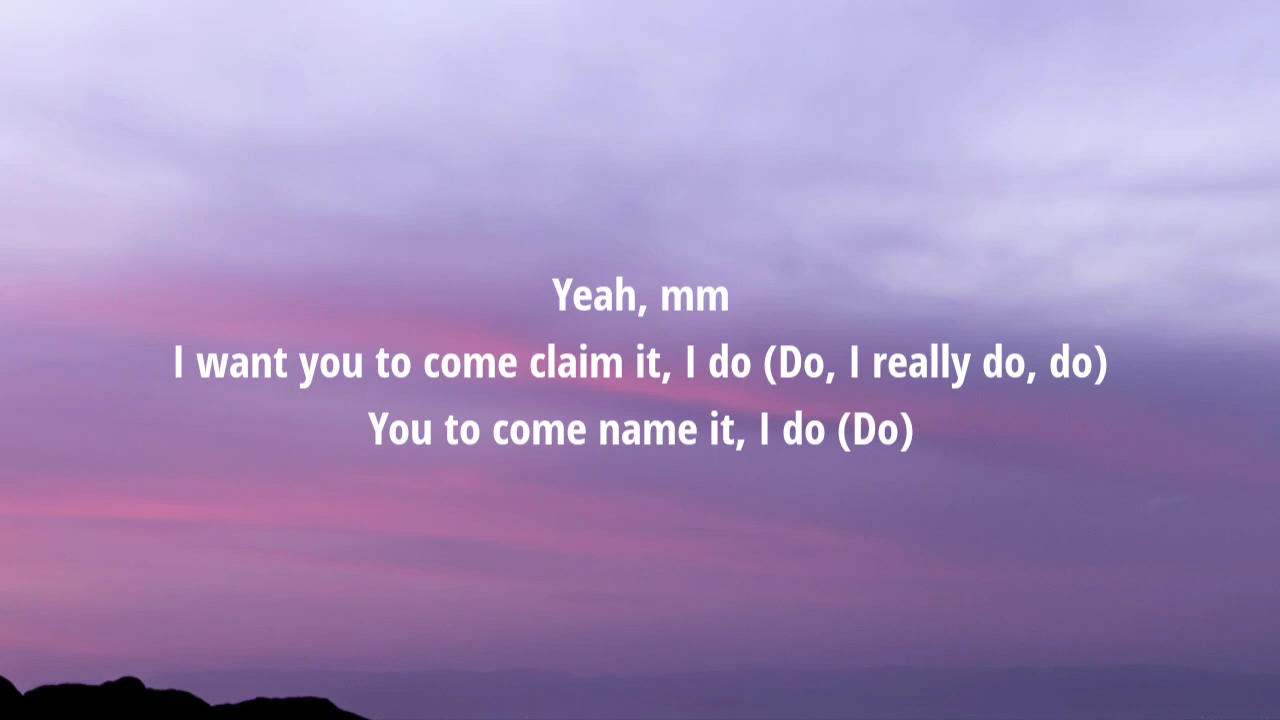 Yeah, mm
I want you to come claim it, I do (Do, I really do, do)
You to come name it, I do (Do)